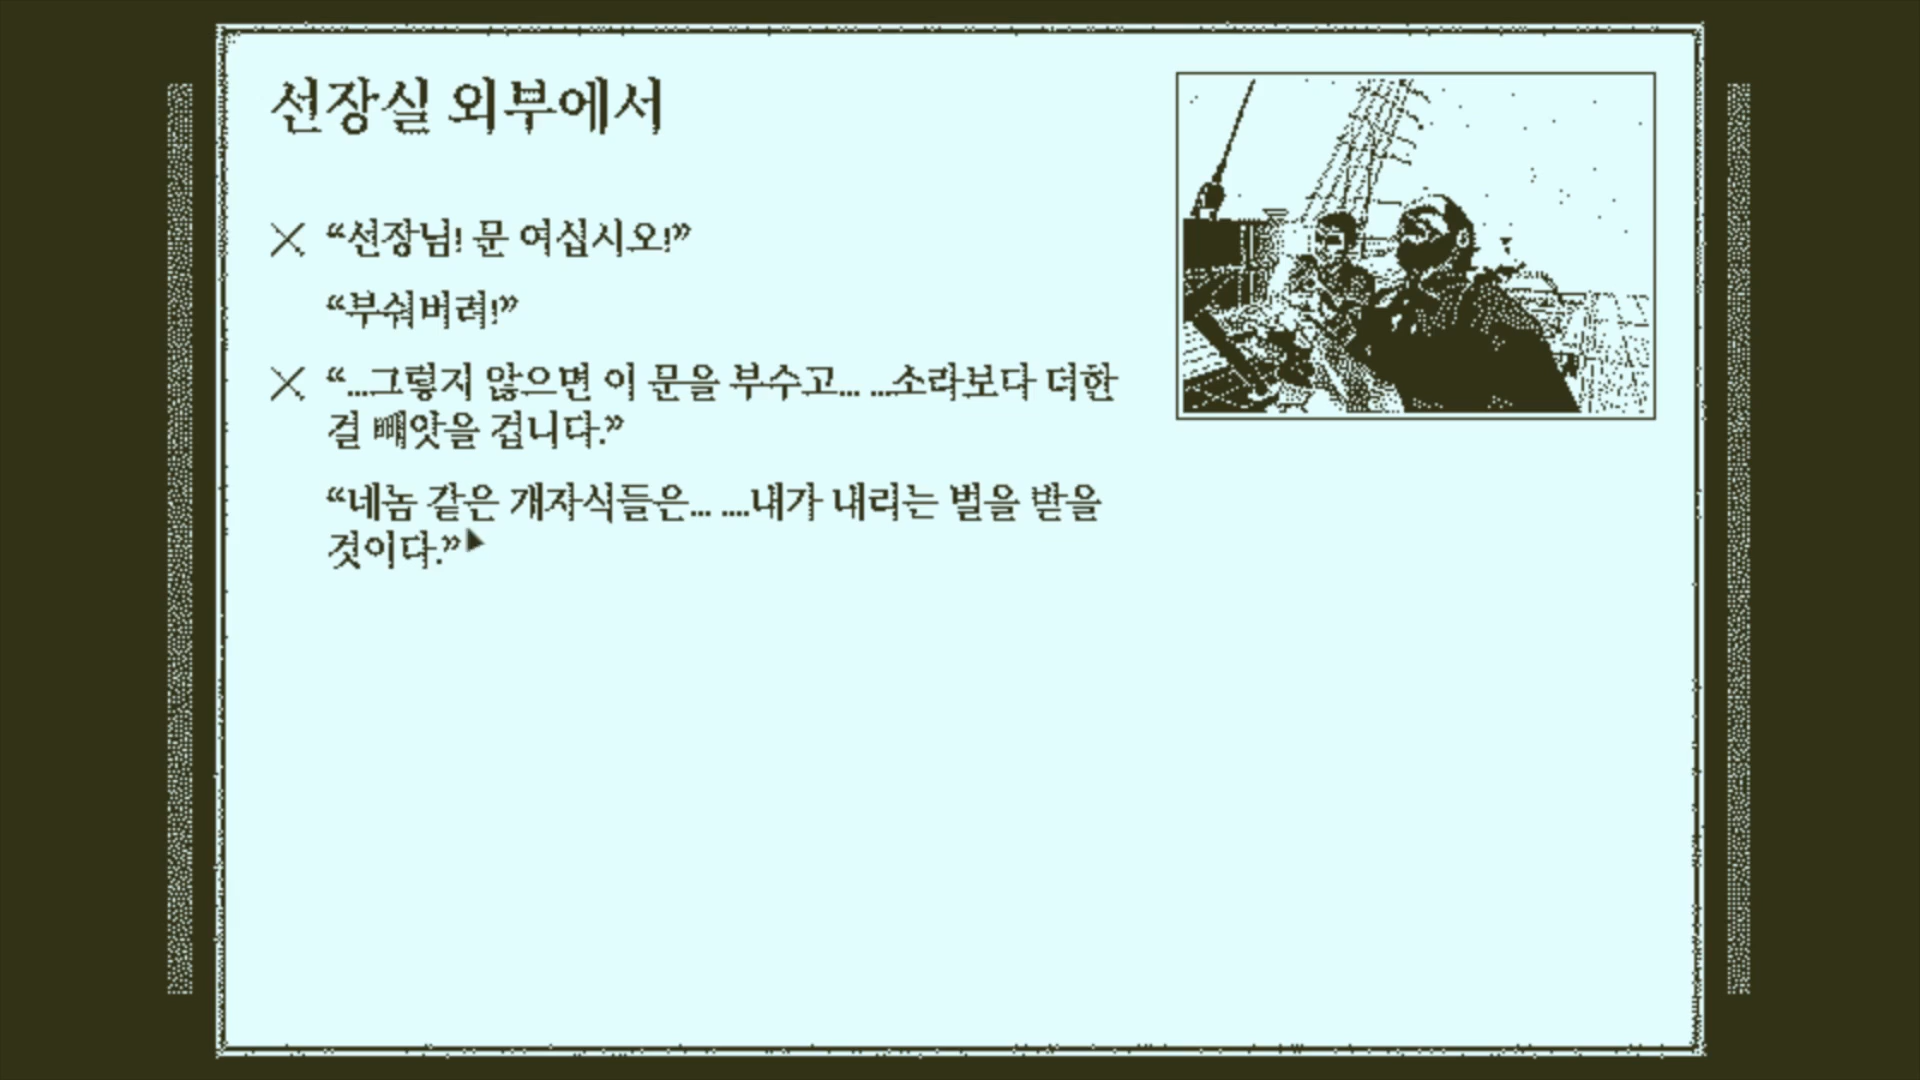 선장실 외부에서
“선장님! 문 여십시오!”
“부숴버려!”
“...그렇지 않으면 이 문을 부수고... ...소라보다 더한
걸 빼앗을 겁니다.”
“네놈 같은 개자식들은... ....내가 내리는 벌을 받을
것이다.”